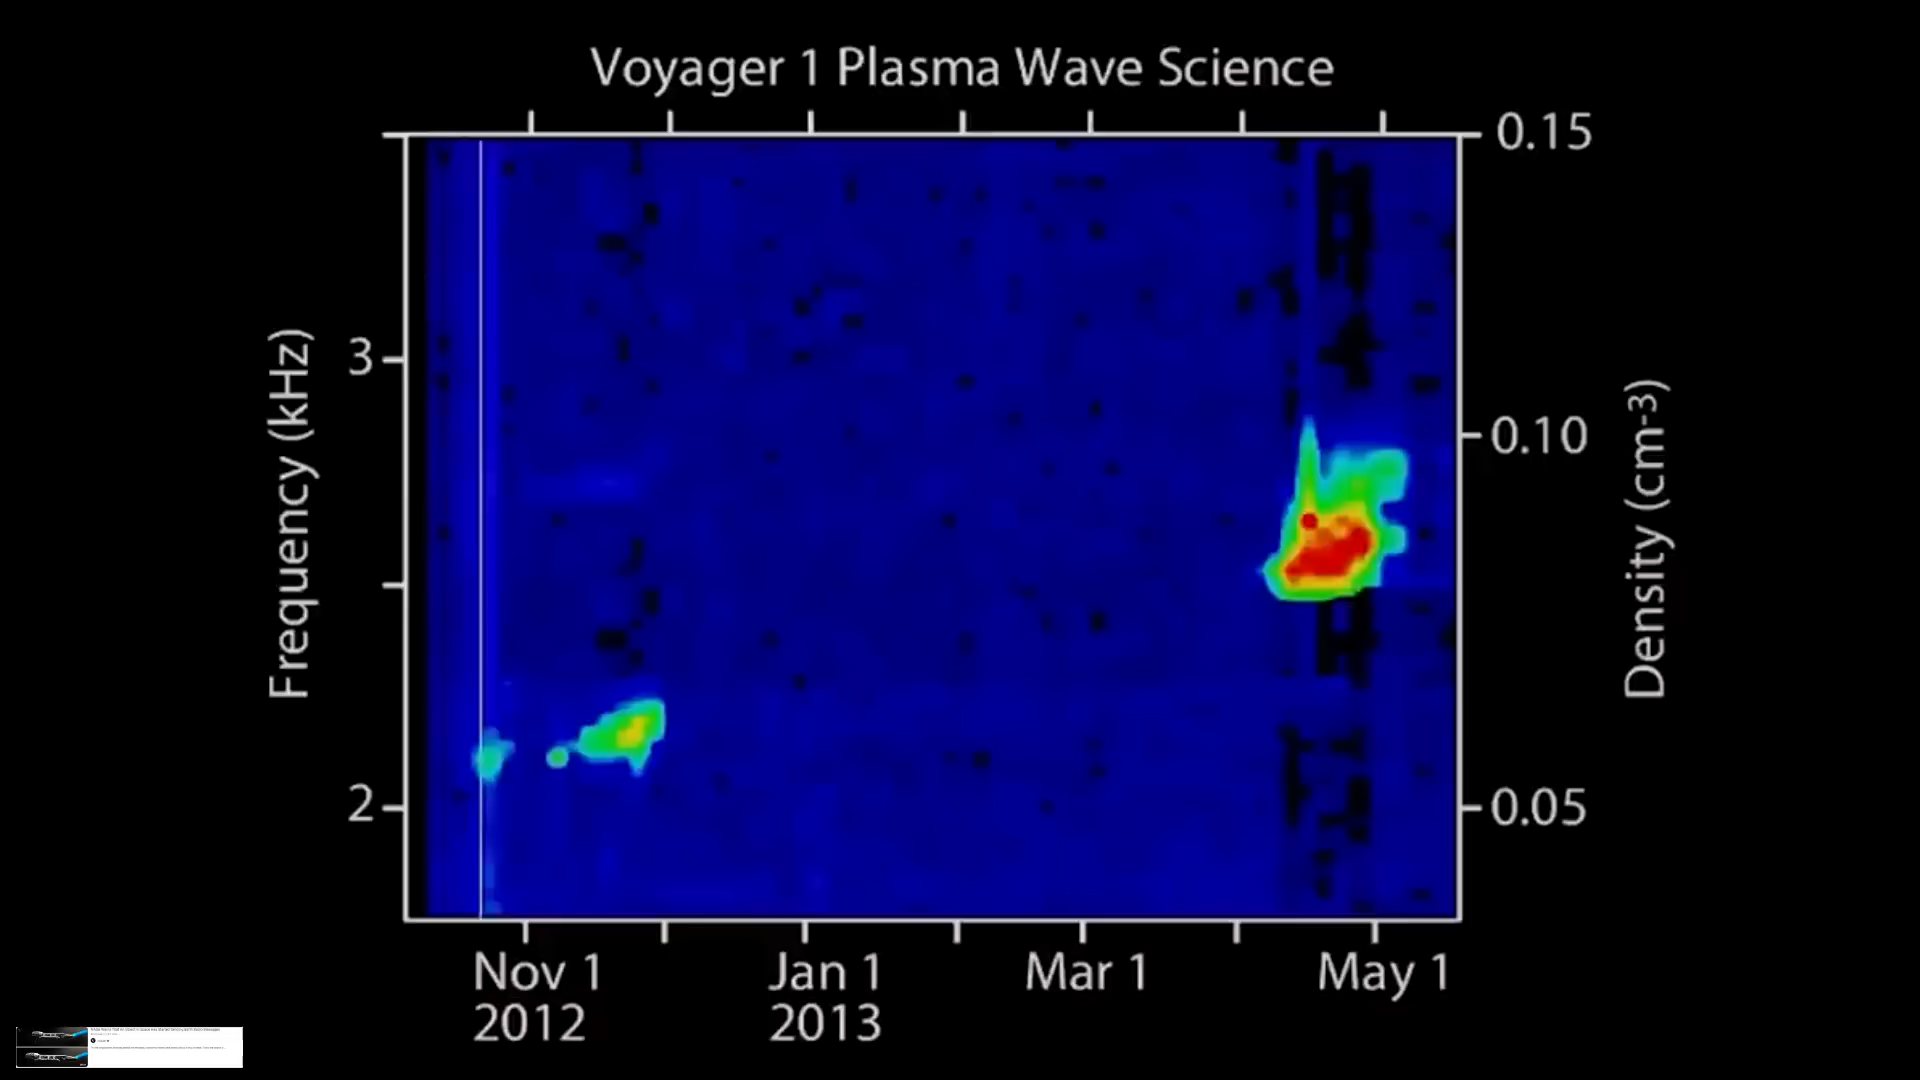 Voyager 1 Plasma Wave Science
0.15
3
0.10
Frequency (kHz)
Density (cm-3)
2
0.05
Nov 1
2012
Jan 1
2013
Mar 1
May 1